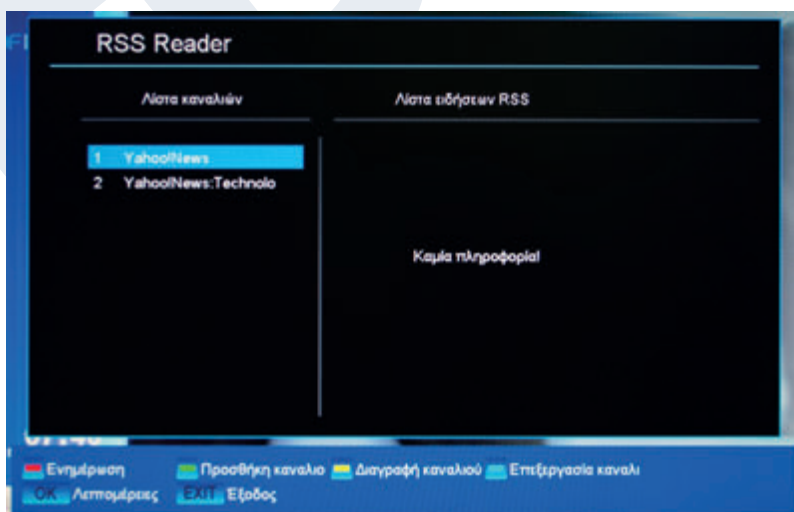 RSS Reader
Λίστα καναλιών
Λίστα ειδήσεων RSS
1 Yahoo!News
2 Yahoo!News:Technolo
Καμία πληροφορία!
Ενημέρωση Προσθήκη καναλιο Διαγραφή καναλιού Επεξεργασία καναλι
OK Λεπτομέρειες EXIT Έξοδος